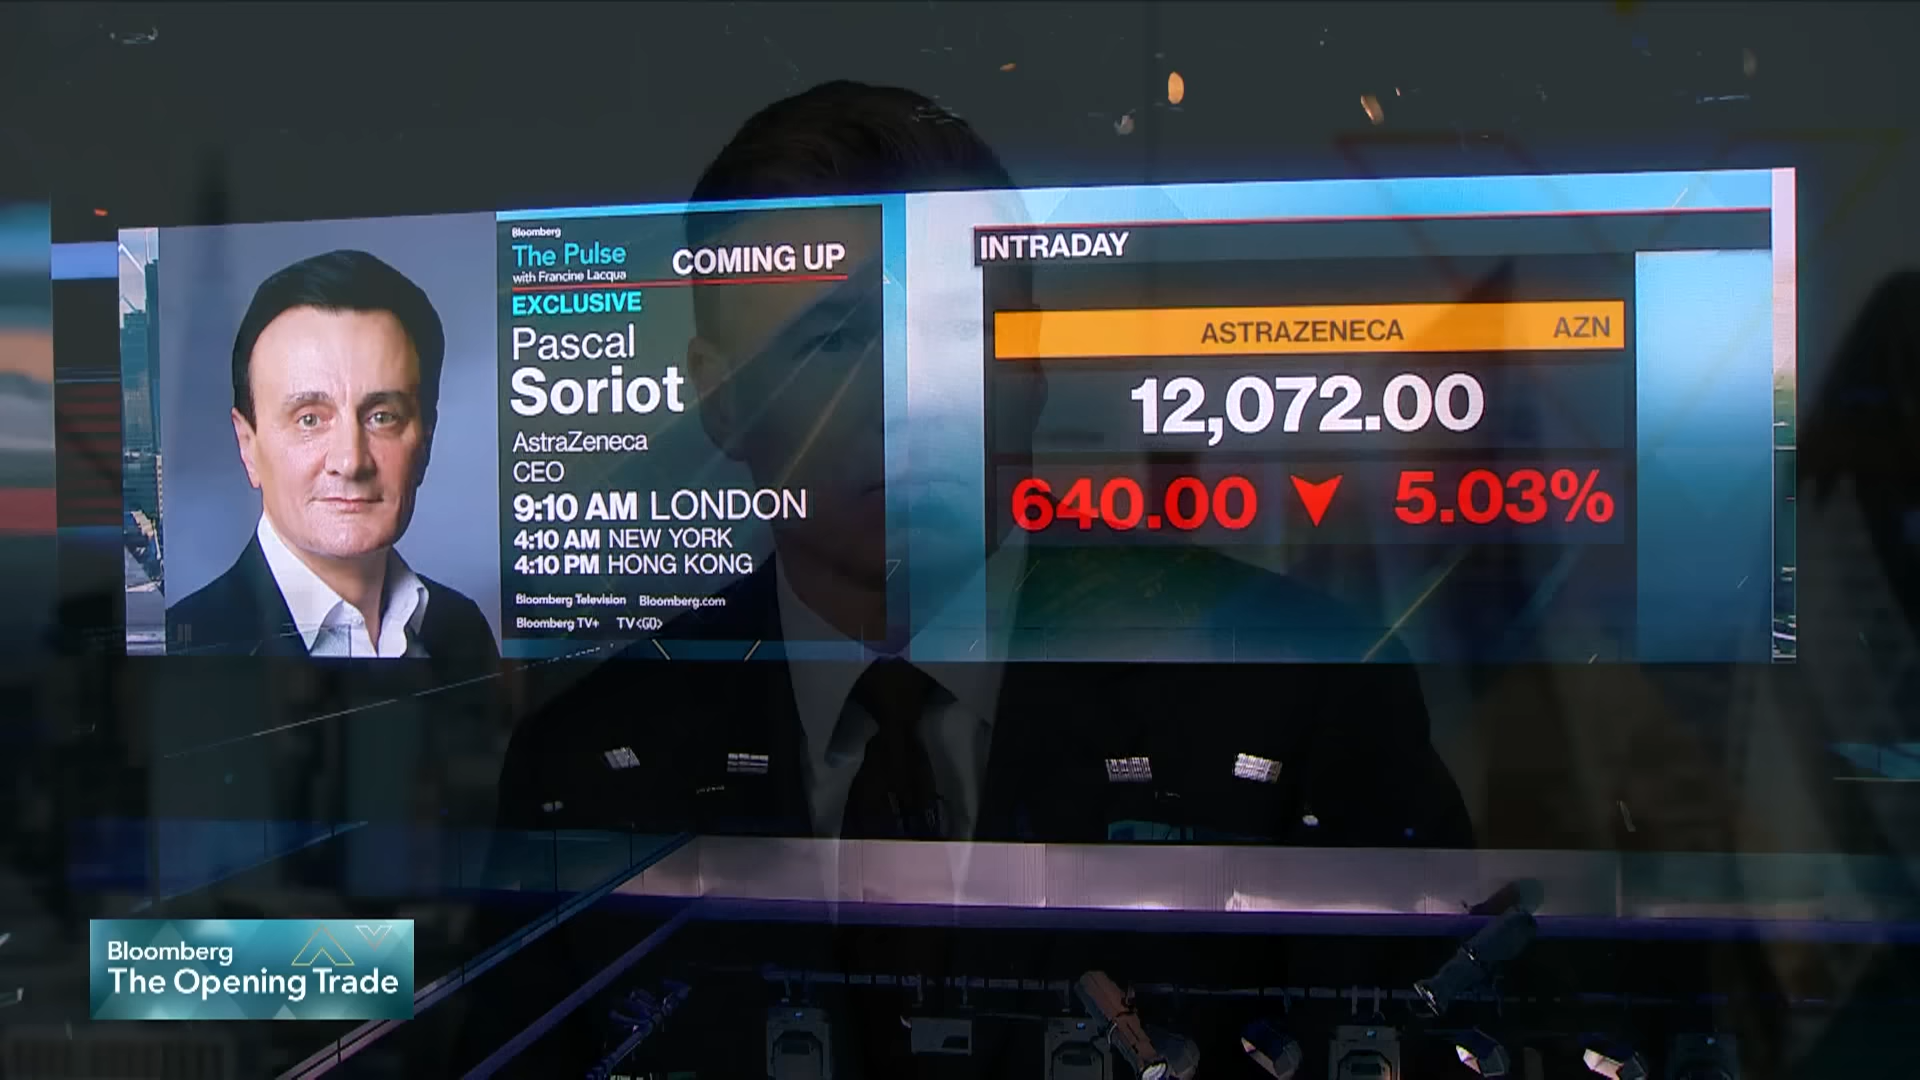 Bloomberg
The Pulse
with Francine Lacqua
COMING UP
EXCLUSIVE
Pascal
Soriot
AstraZeneca
CEO
9:10 AM LONDON
4:10 AM NEW YORK
4:10 PM HONG KONG
Bloomberg Television Bloomberg.com
Bloomberg TV+ TV<GO>
INTRADAY
ASTRAZENECA AZN
12,072.00
640.00 5.03%
Bloomberg
The Opening Trade